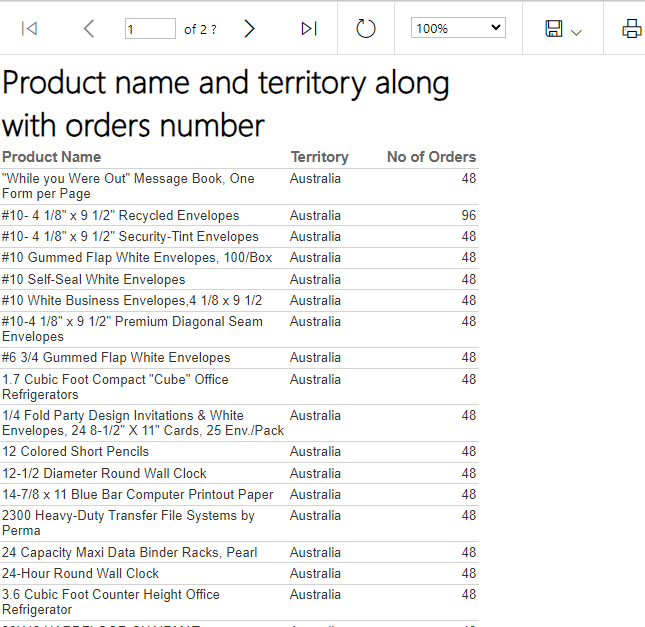 1 of 2 ? 100%
Product name and territory along
with orders number
Product Name Territory No of Orders
"While you Were Out" Message Book, One Australia 48
Form per Page
#10- 4 1/8" x 9 1/2" Recycled Envelopes Australia 96
#10- 4 1/8" x 9 1/2" Security-Tint Envelopes Australia 48
#10 Gummed Flap White Envelopes, 100/Box Australia 48
#10 Self-Seal White Envelopes Australia 48
#10 White Business Envelopes,4 1/8 x 9 1/2 Australia 48
#10-4 1/8" x 9 1/2" Premium Diagonal Seam Australia 48
Envelopes
#6 3/4 Gummed Flap White Envelopes Australia 48
1.7 Cubic Foot Compact "Cube" Office Australia 48
Refrigerators
1/4 Fold Party Design Invitations & White Australia 48
Envelopes, 24 8-1/2" X 11" Cards, 25 Env./Pack
12 Colored Short Pencils Australia 48
12-1/2 Diameter Round Wall Clock Australia 48
14-7/8 x 11 Blue Bar Computer Printout Paper Australia 48
2300 Heavy-Duty Transfer File Systems by Australia 48
Perma
24 Capacity Maxi Data Binder Racks, Pearl Australia 48
24-Hour Round Wall Clock Australia 48
3.6 Cubic Foot Counter Height Office Australia 48
Refrigerator